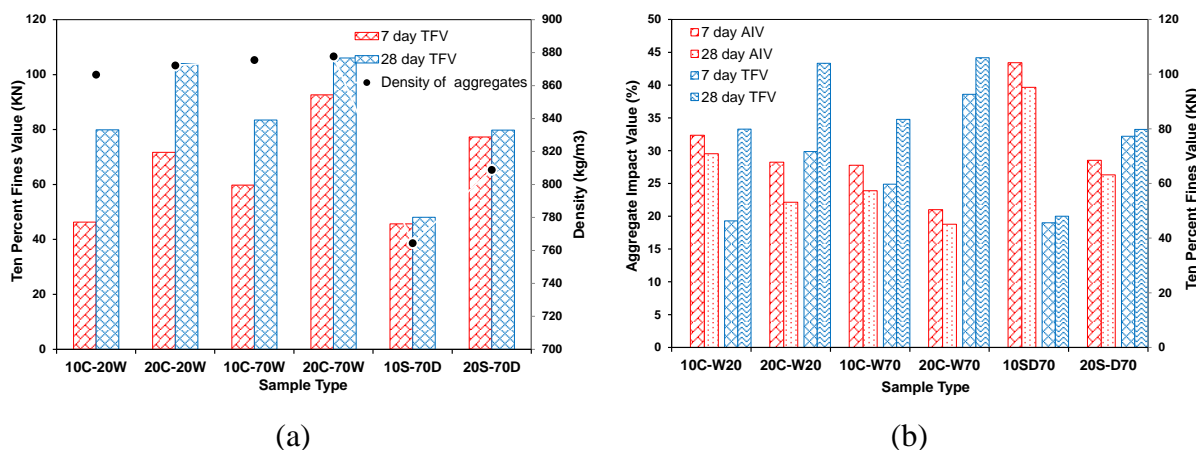 120
100
80
60
40
20
0
Ten Percent Fines Value (KN)
7 day TFV
28 day TFV
Density of aggregates
900
880
860
840
820
800
780
760
740
720
700
Density (kg/m3)
10C-20W 20C-20W 10C-70W 20C-70W 10S-70D 20S-70D
Sample Type
(a)
50
45
40
35
30
25
20
15
10
5
0
Aggregate Impact Value (%)
7 day AIV
28 day AIV
7 day TFV
28 day TFV
120
100
80
60
40
20
0
Ten Percent Fines Value (KN)
10C-W20 20C-W20 10C-W70 20C-W70 10SD70 20S-D70
Sample Type
(b)